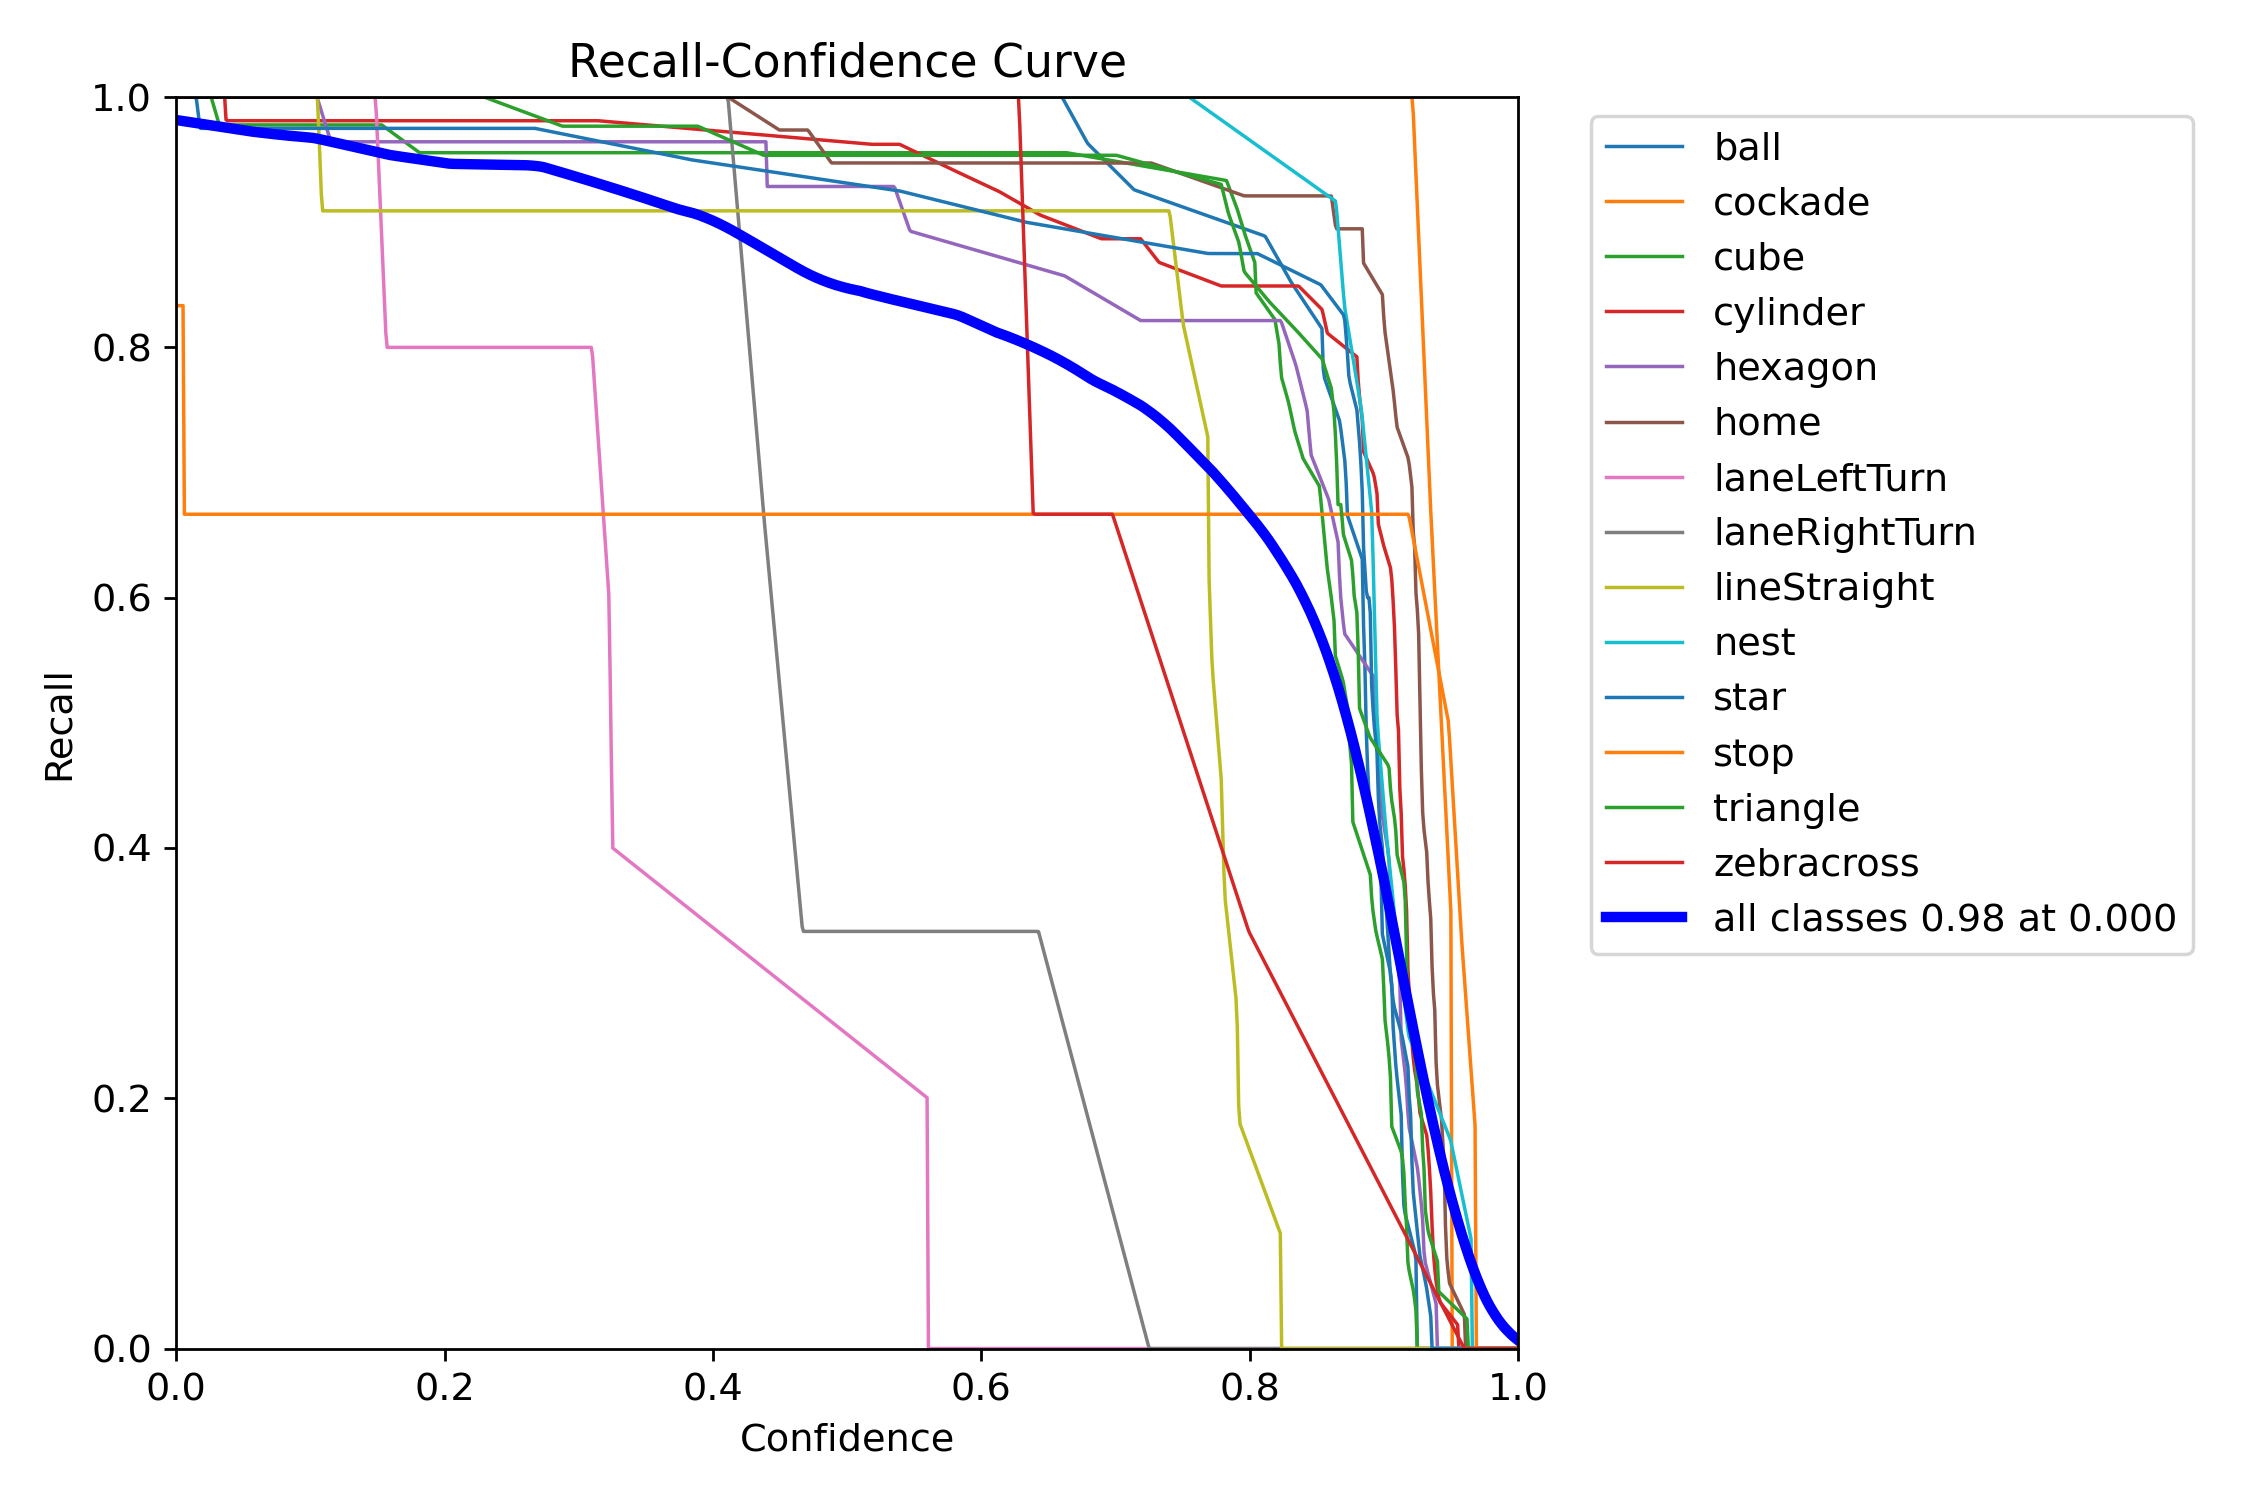 Recall-Confidence Curve
1.0
0.8
0.6
0.4
0.2
0.0
Recall
0.0 0.2 0.4 0.6 0.8 1.0
Confidence
ball
cockade
cube
cylinder
hexagon
home
laneLeftTurn
laneRightTurn
lineStraight
nest
star
stop
triangle
zebracross
all classes 0.98 at 0.000